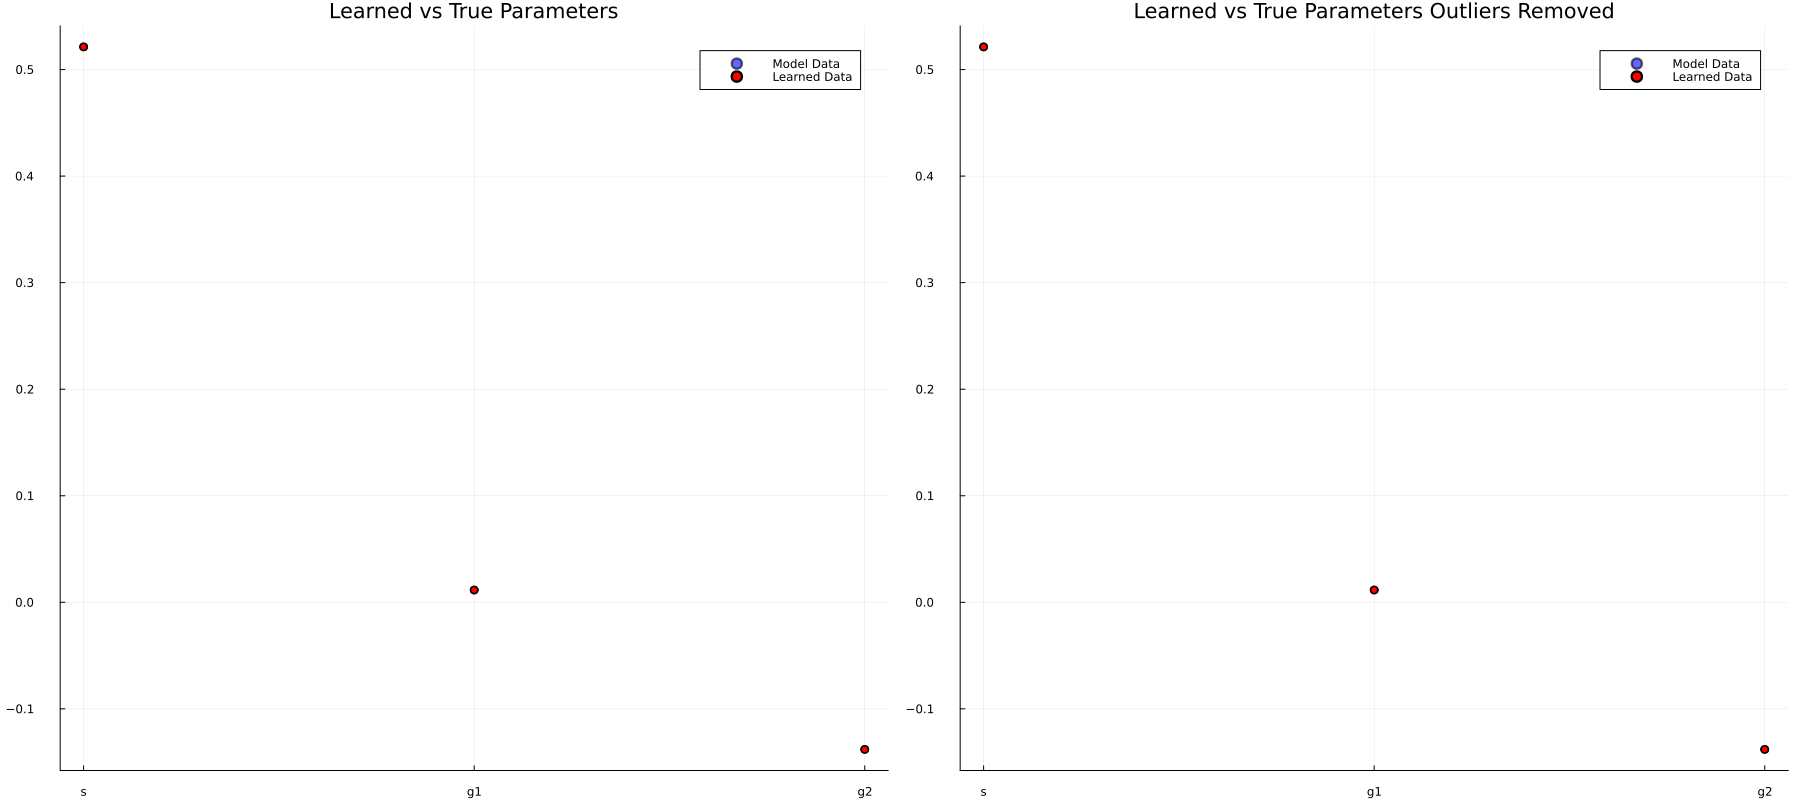 Learned vs True Parameters
Model Data
Learned Data
0.5
0.4
0.3
0.2
0.1
0.0
−0.1
s g1 g2
Learned vs True Parameters Outliers Removed
Model Data
Learned Data
0.5
0.4
0.3
0.2
0.1
0.0
−0.1
s g1 g2